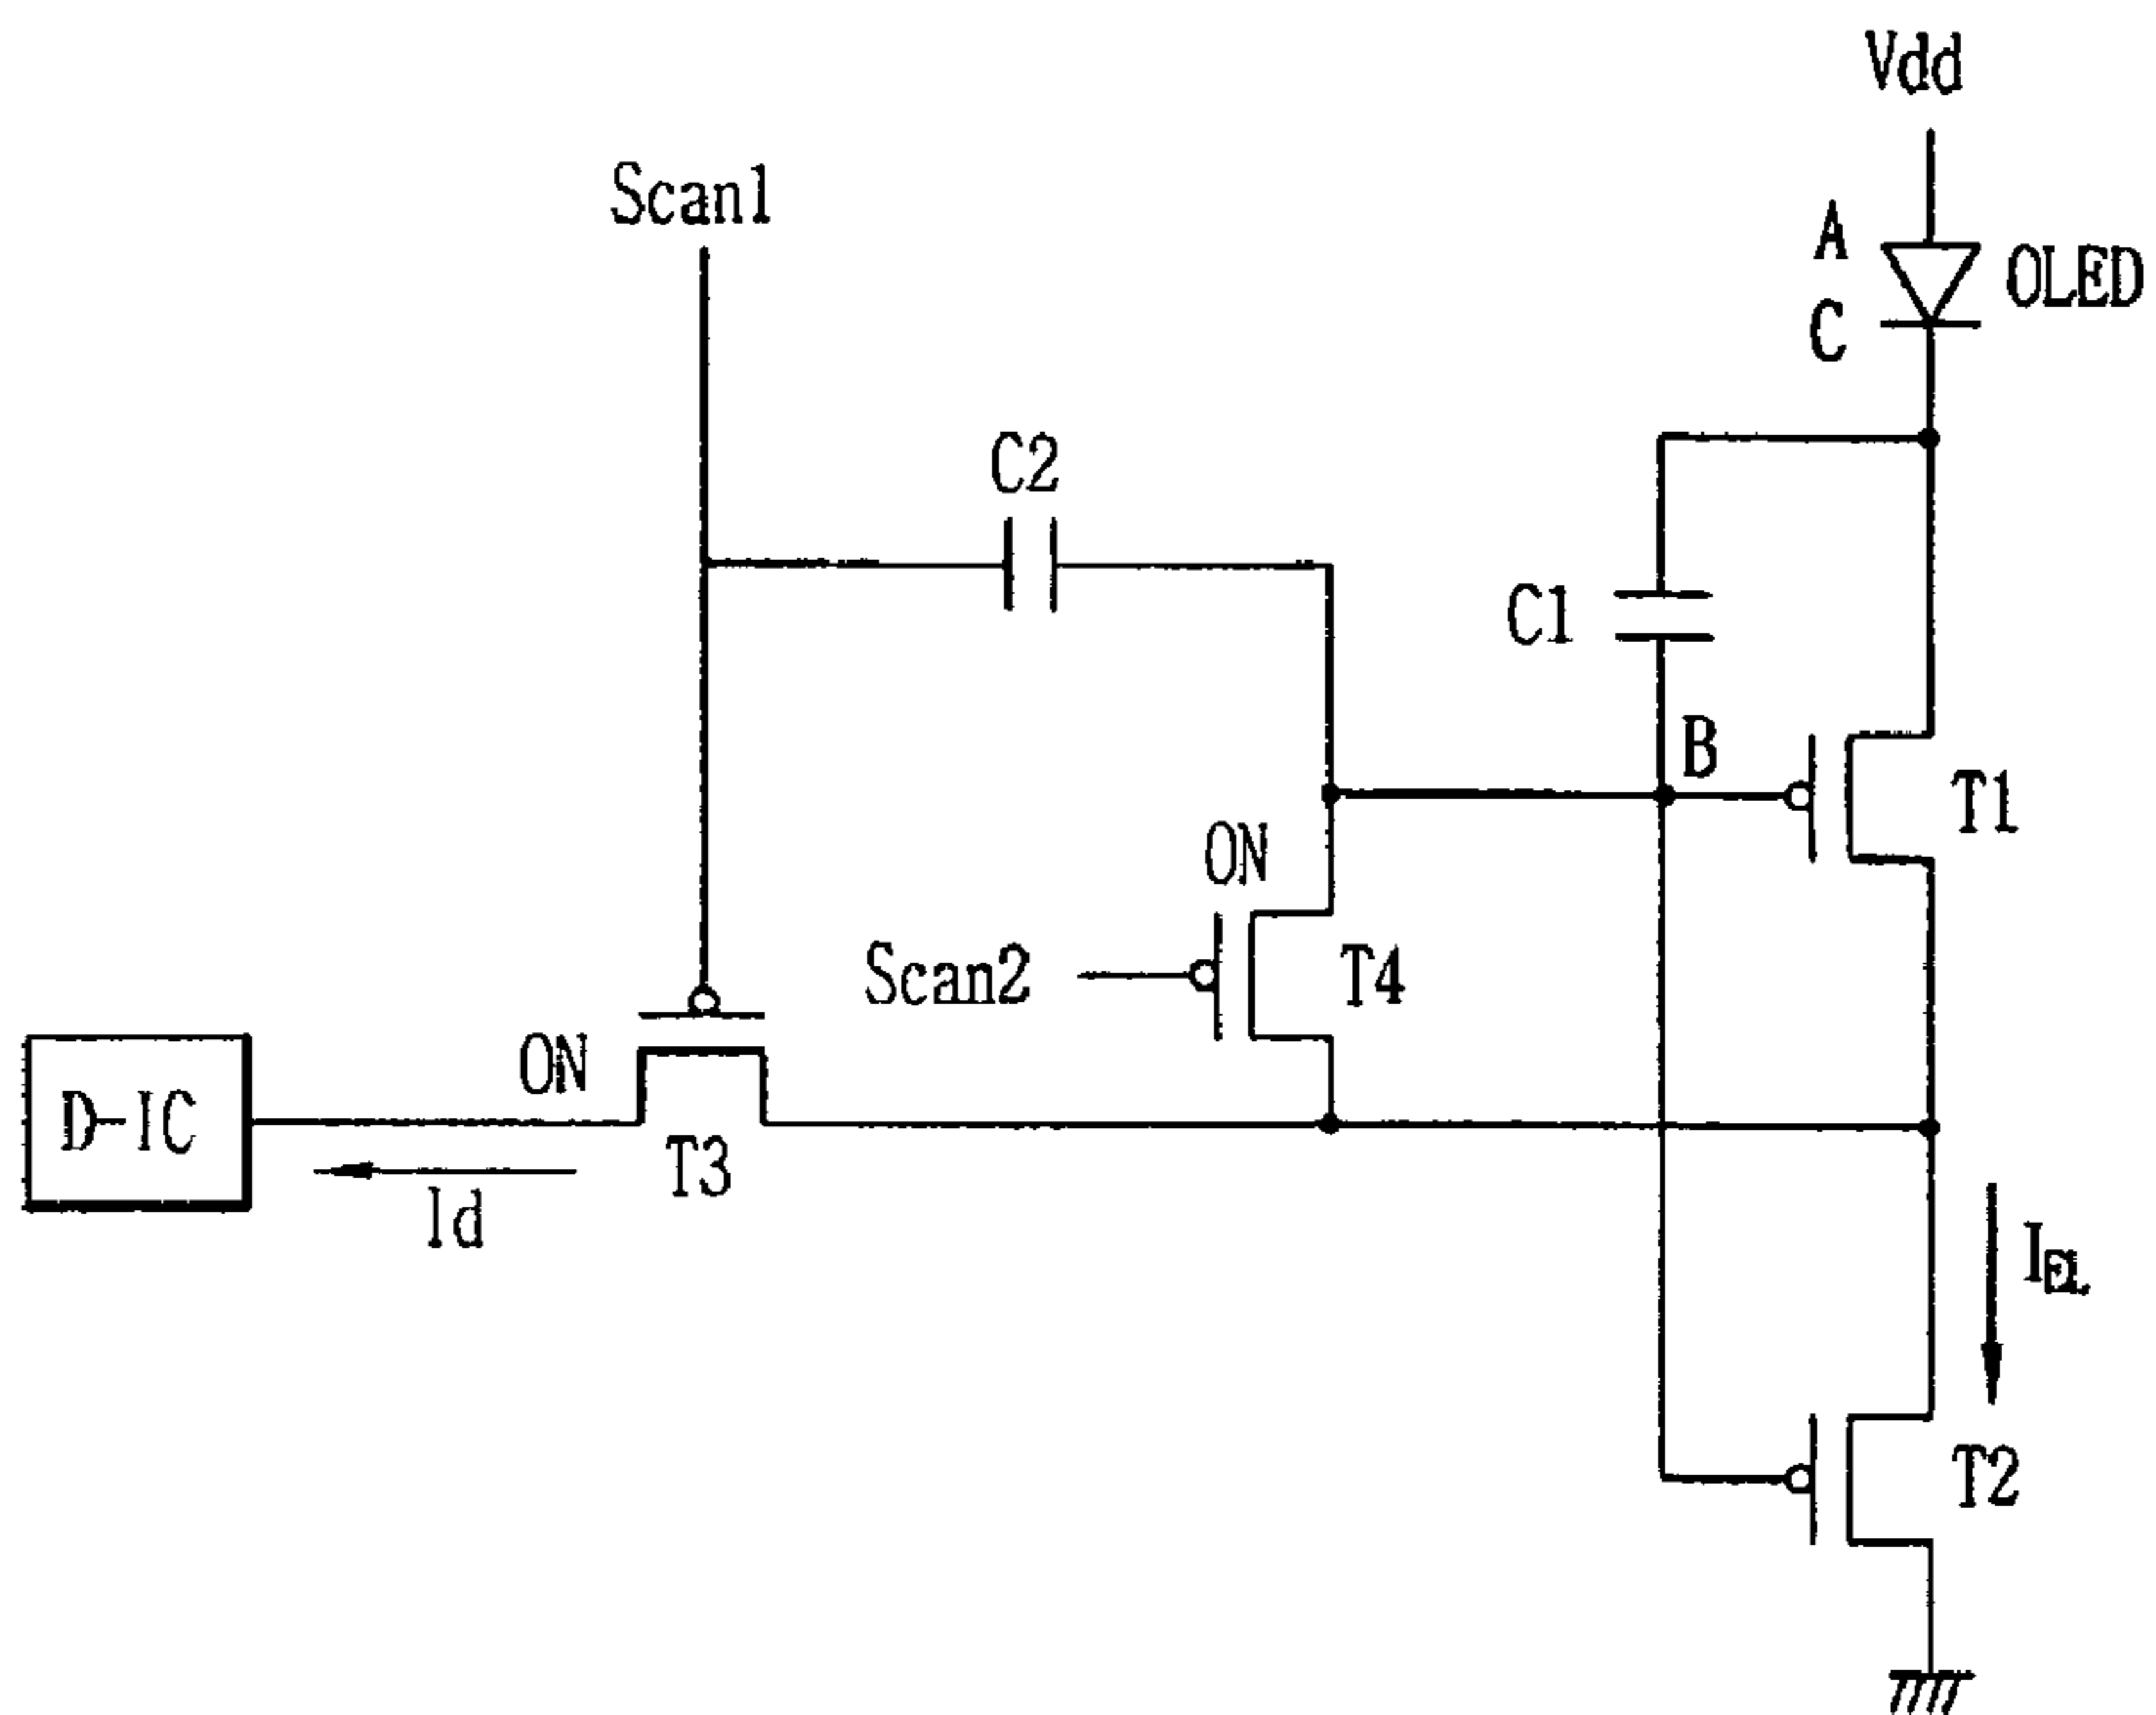 Vdd
Scan1
A
OLED
C
C2
C1
B
T1
ON
Scan2
T4
ON
D-IC
T3
Id
IEL
T2